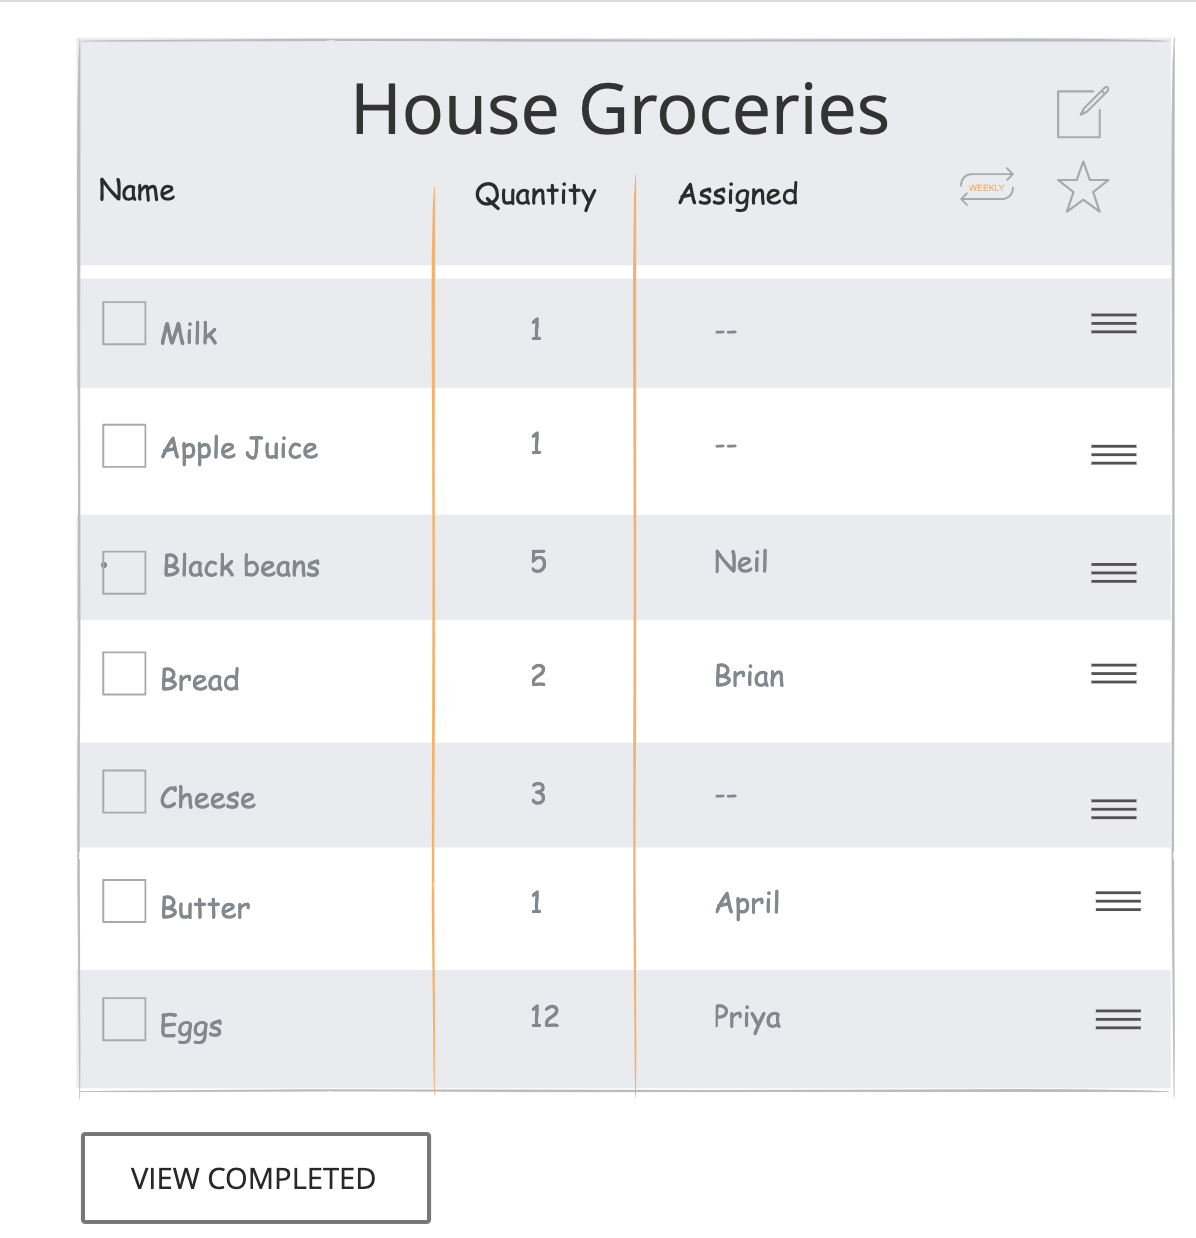 House Groceries
Name Quantity Assigned WEEKLY
Milk 1 --
Apple Juice 1 --
Black beans 5 Neil
Bread 2 Brian
Cheese 3 --
Butter 1 April
Eggs 12 Priya
VIEW COMPLETED